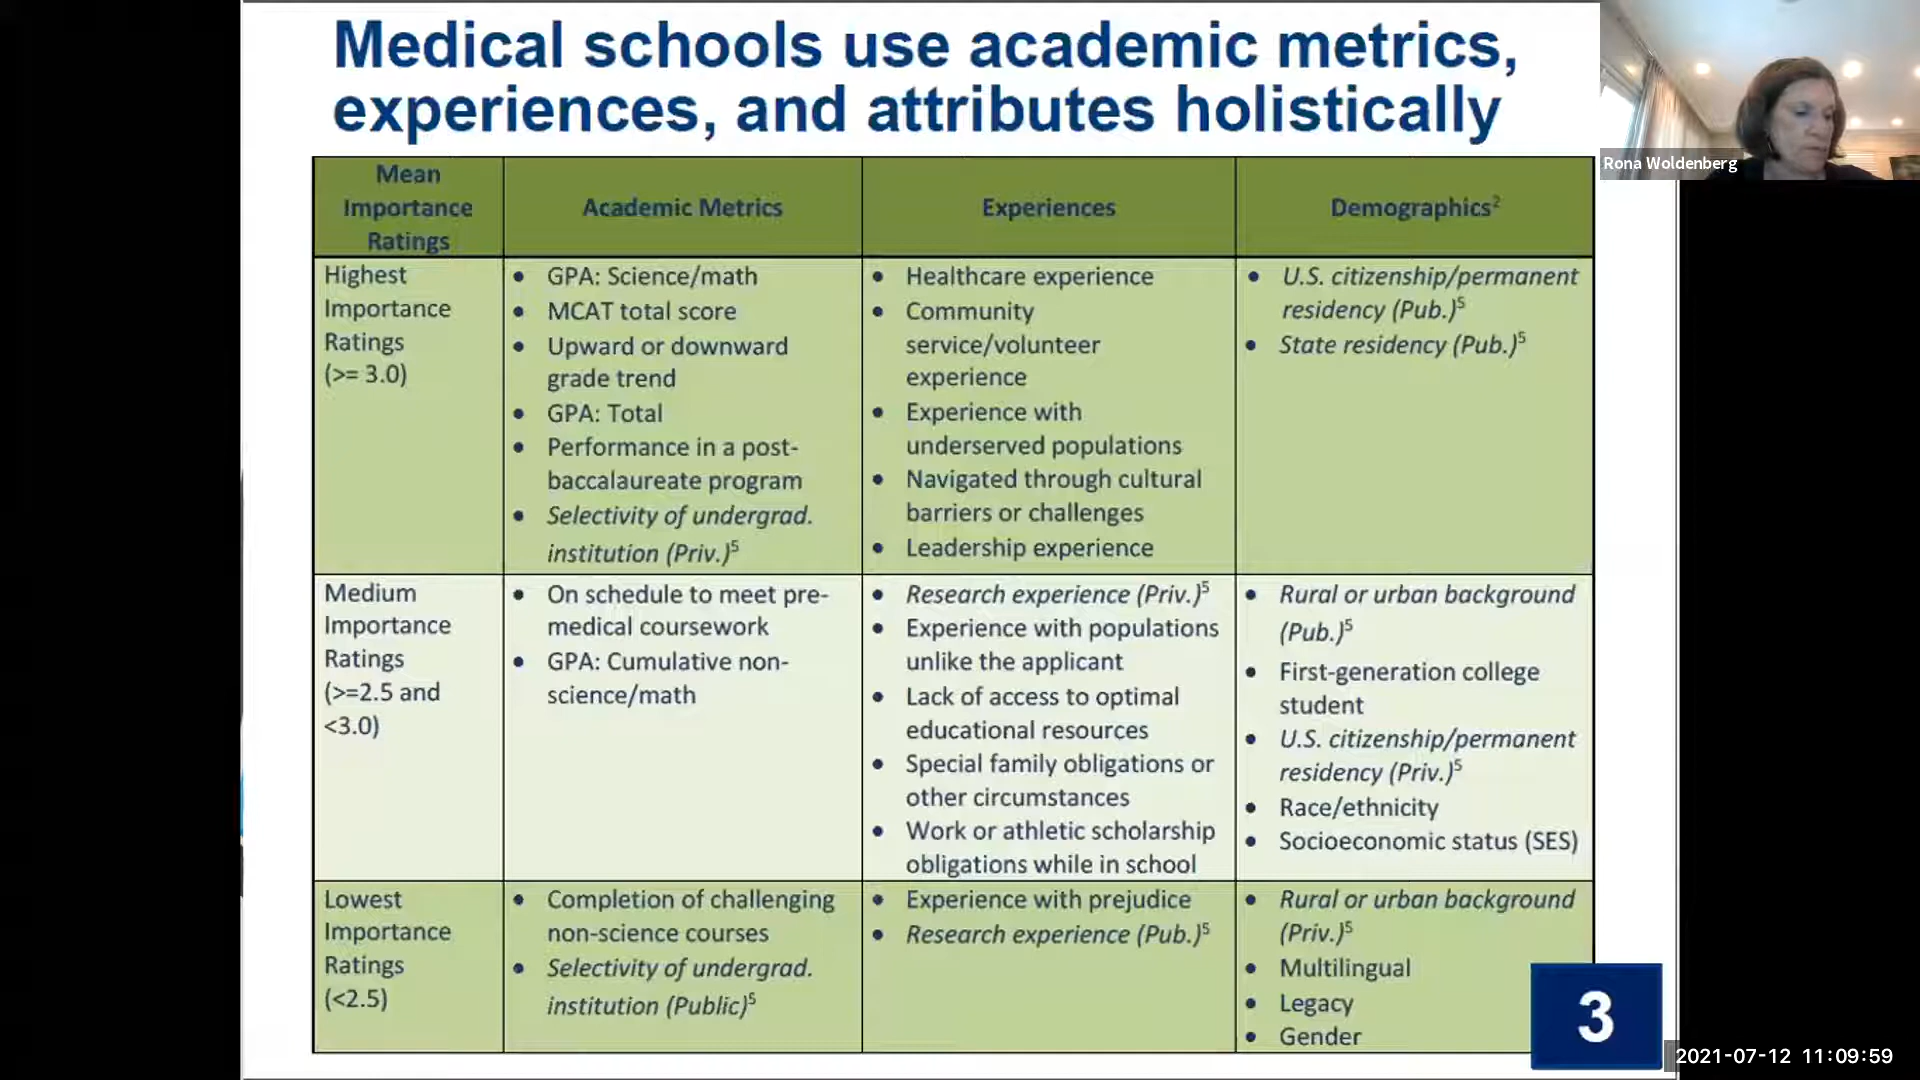 Medical schools use academic metrics,
experiences, and attributes holistically
Rona Woldenberg
Mean
Importance
Ratings
Academic Metrics
Experiences
Demographics²
Highest
Importance
Ratings
(>= 3.0)
• GPA: Science/math
• MCAT total score
• Upward or downward
grade trend
• GPA: Total
• Performance in a post-
baccalaureate program
• Selectivity of undergrad.
institution (Priv.)⁵
• Healthcare experience
• Community
service/volunteer
experience
• Experience with
underserved populations
• Navigated through cultural
barriers or challenges
• Leadership experience
• U.S. citizenship/permanent
residency (Pub.)⁵
• State residency (Pub.)⁵
Medium
Importance
Ratings
(>=2.5 and
<3.0)
• On schedule to meet pre-
medical coursework
• GPA: Cumulative non-
science/math
• Research experience (Priv.)⁵
• Experience with populations
unlike the applicant
• Lack of access to optimal
educational resources
• Special family obligations or
other circumstances
• Work or athletic scholarship
obligations while in school
• Rural or urban background
(Pub.)⁵
• First-generation college
student
• U.S. citizenship/permanent
residency (Priv.)⁵
• Race/ethnicity
• Socioeconomic status (SES)
Lowest
Importance
Ratings
(<2.5)
• Completion of challenging
non-science courses
• Selectivity of undergrad.
institution (Public)⁵
• Experience with prejudice
• Research experience (Pub.)⁵
• Rural or urban background
(Priv.)⁵
• Multilingual
• Legacy
• Gender
3
2021-07-12 11:09:59